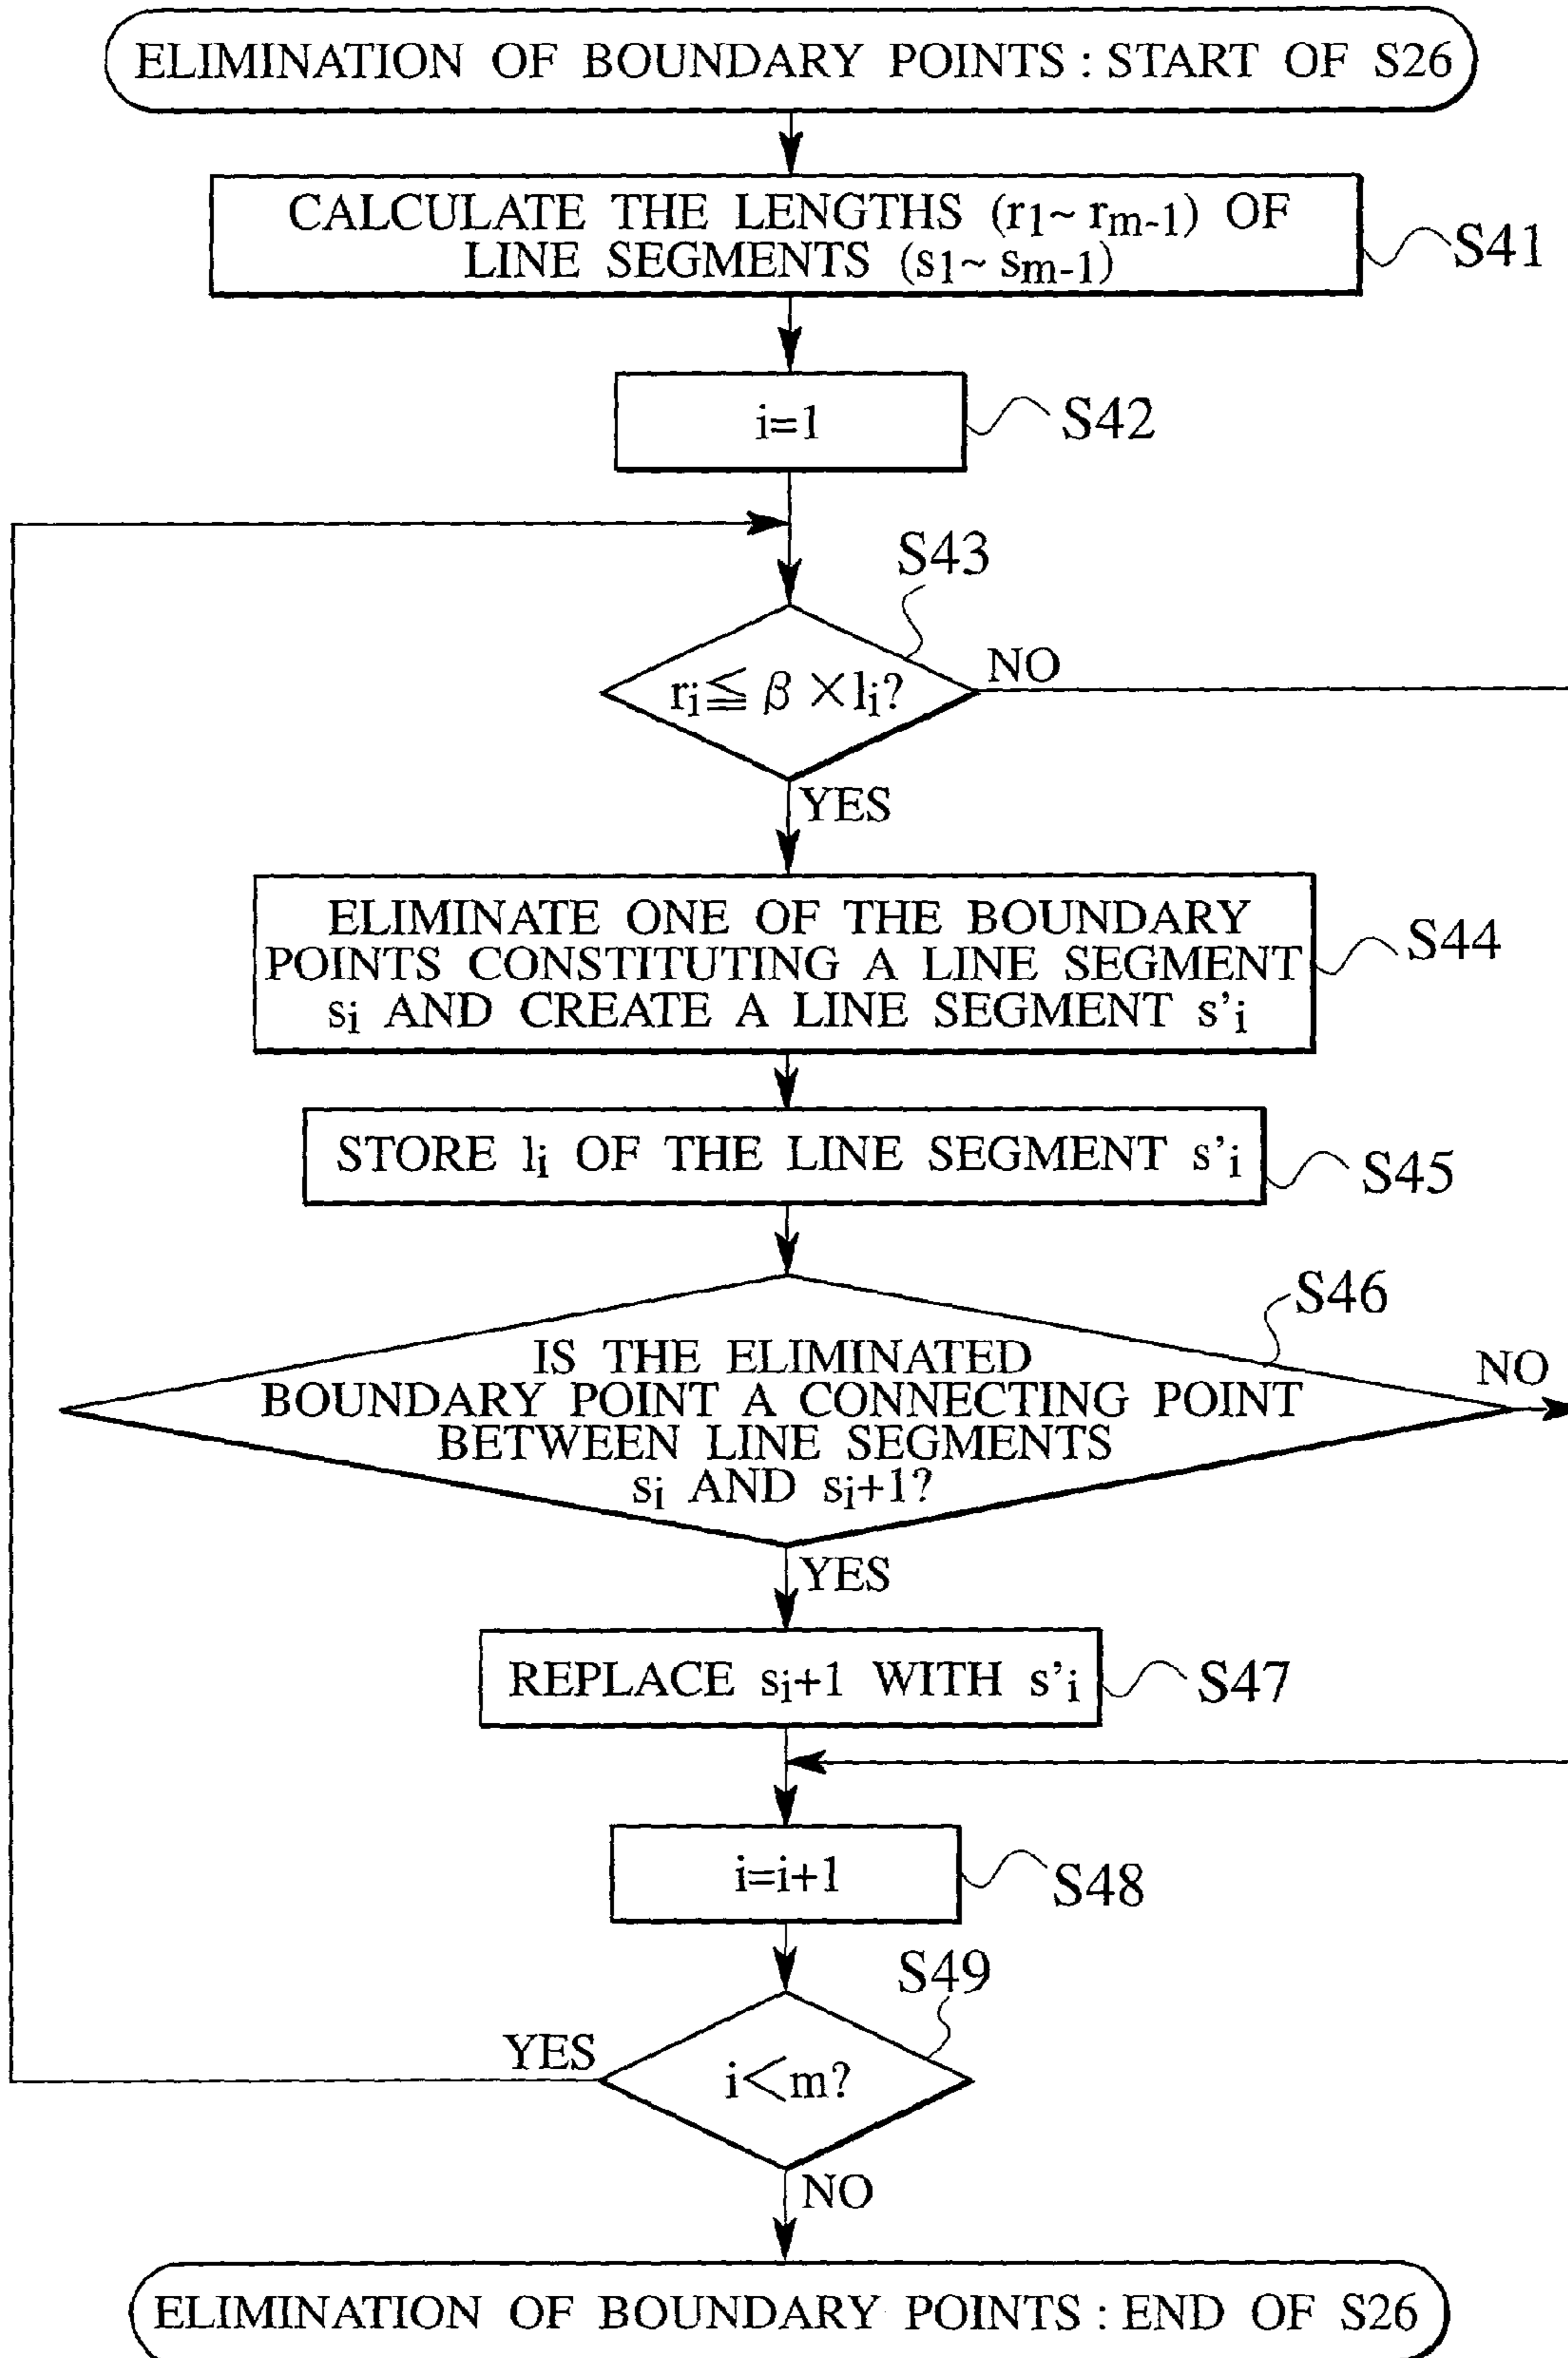 ELIMINATION OF BOUNDARY POINTS : START OF S26
CALCULATE THE LENGTHS (r1~ rm-1) OF
LINE SEGMENTS (s1~ sm-1)
S41
i=1
S42
S43
ri≦ β ×li?
NO
YES
ELIMINATE ONE OF THE BOUNDARY
POINTS CONSTITUTING A LINE SEGMENT
si AND CREATE A LINE SEGMENT s'i
S44
STORE li OF THE LINE SEGMENT s'i
S45
S46
IS THE ELIMINATED
BOUNDARY POINT A CONNECTING POINT
BETWEEN LINE SEGMENTS
si AND si+1?
NO
YES
REPLACE si+1 WITH s'i
S47
i=i+1
S48
S49
i<m?
YES
NO
ELIMINATION OF BOUNDARY POINTS : END OF S26